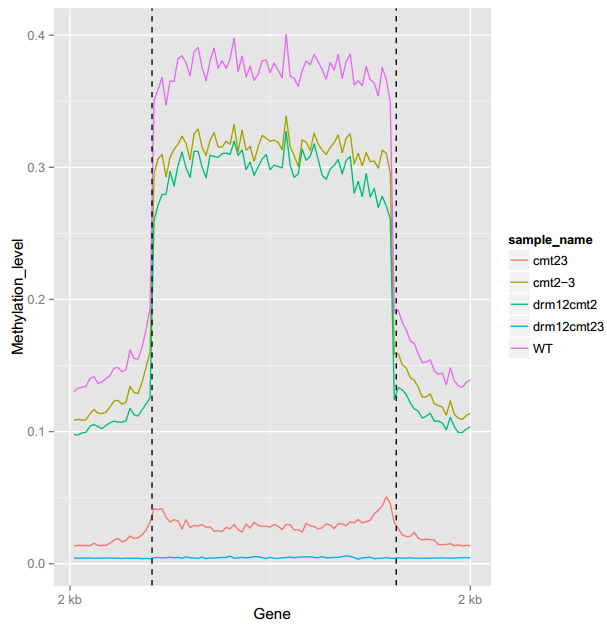 Methylation_level
0.4
0.3
0.2
0.1
0.0
2 kb
2 kb
Gene
sample_name
cmt23
cmt2−3
drm12cmt2
drm12cmt23
WT